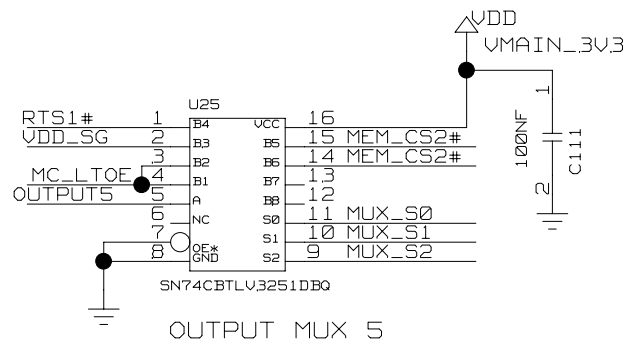 VDD
VMAIN_3V3
U25
RTS1# 1 B4 VCC 16
VDD_SG 2 B3 B5 15 MEM_CS2#
3 B2 B6 14 MEM_CS2#
MC_LTOE 4 B1 B7 13
OUTPUT5 5 A B8 12
6 NC S0 11 MUX_S0
7 OE* S1 10 MUX_S1
8 GND S2 9 MUX_S2
SN74CBTLV3251DBQ
1
100NF
C111
2
OUTPUT MUX 5